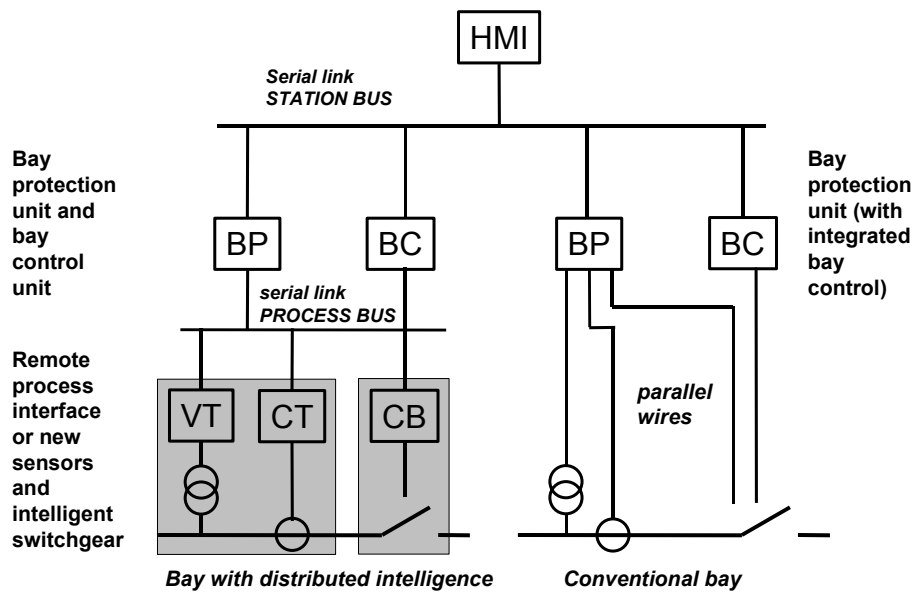 HMI
Serial link
STATION BUS
Bay
protection
unit and
bay
control
unit
BP
BC
BP
BC
Bay
protection
unit (with
integrated
bay
control)
serial link
PROCESS BUS
Remote
process
interface
or new
sensors
and
intelligent
switchgear
VT
CT
CB
parallel
wires
Bay with distributed intelligence
Conventional bay